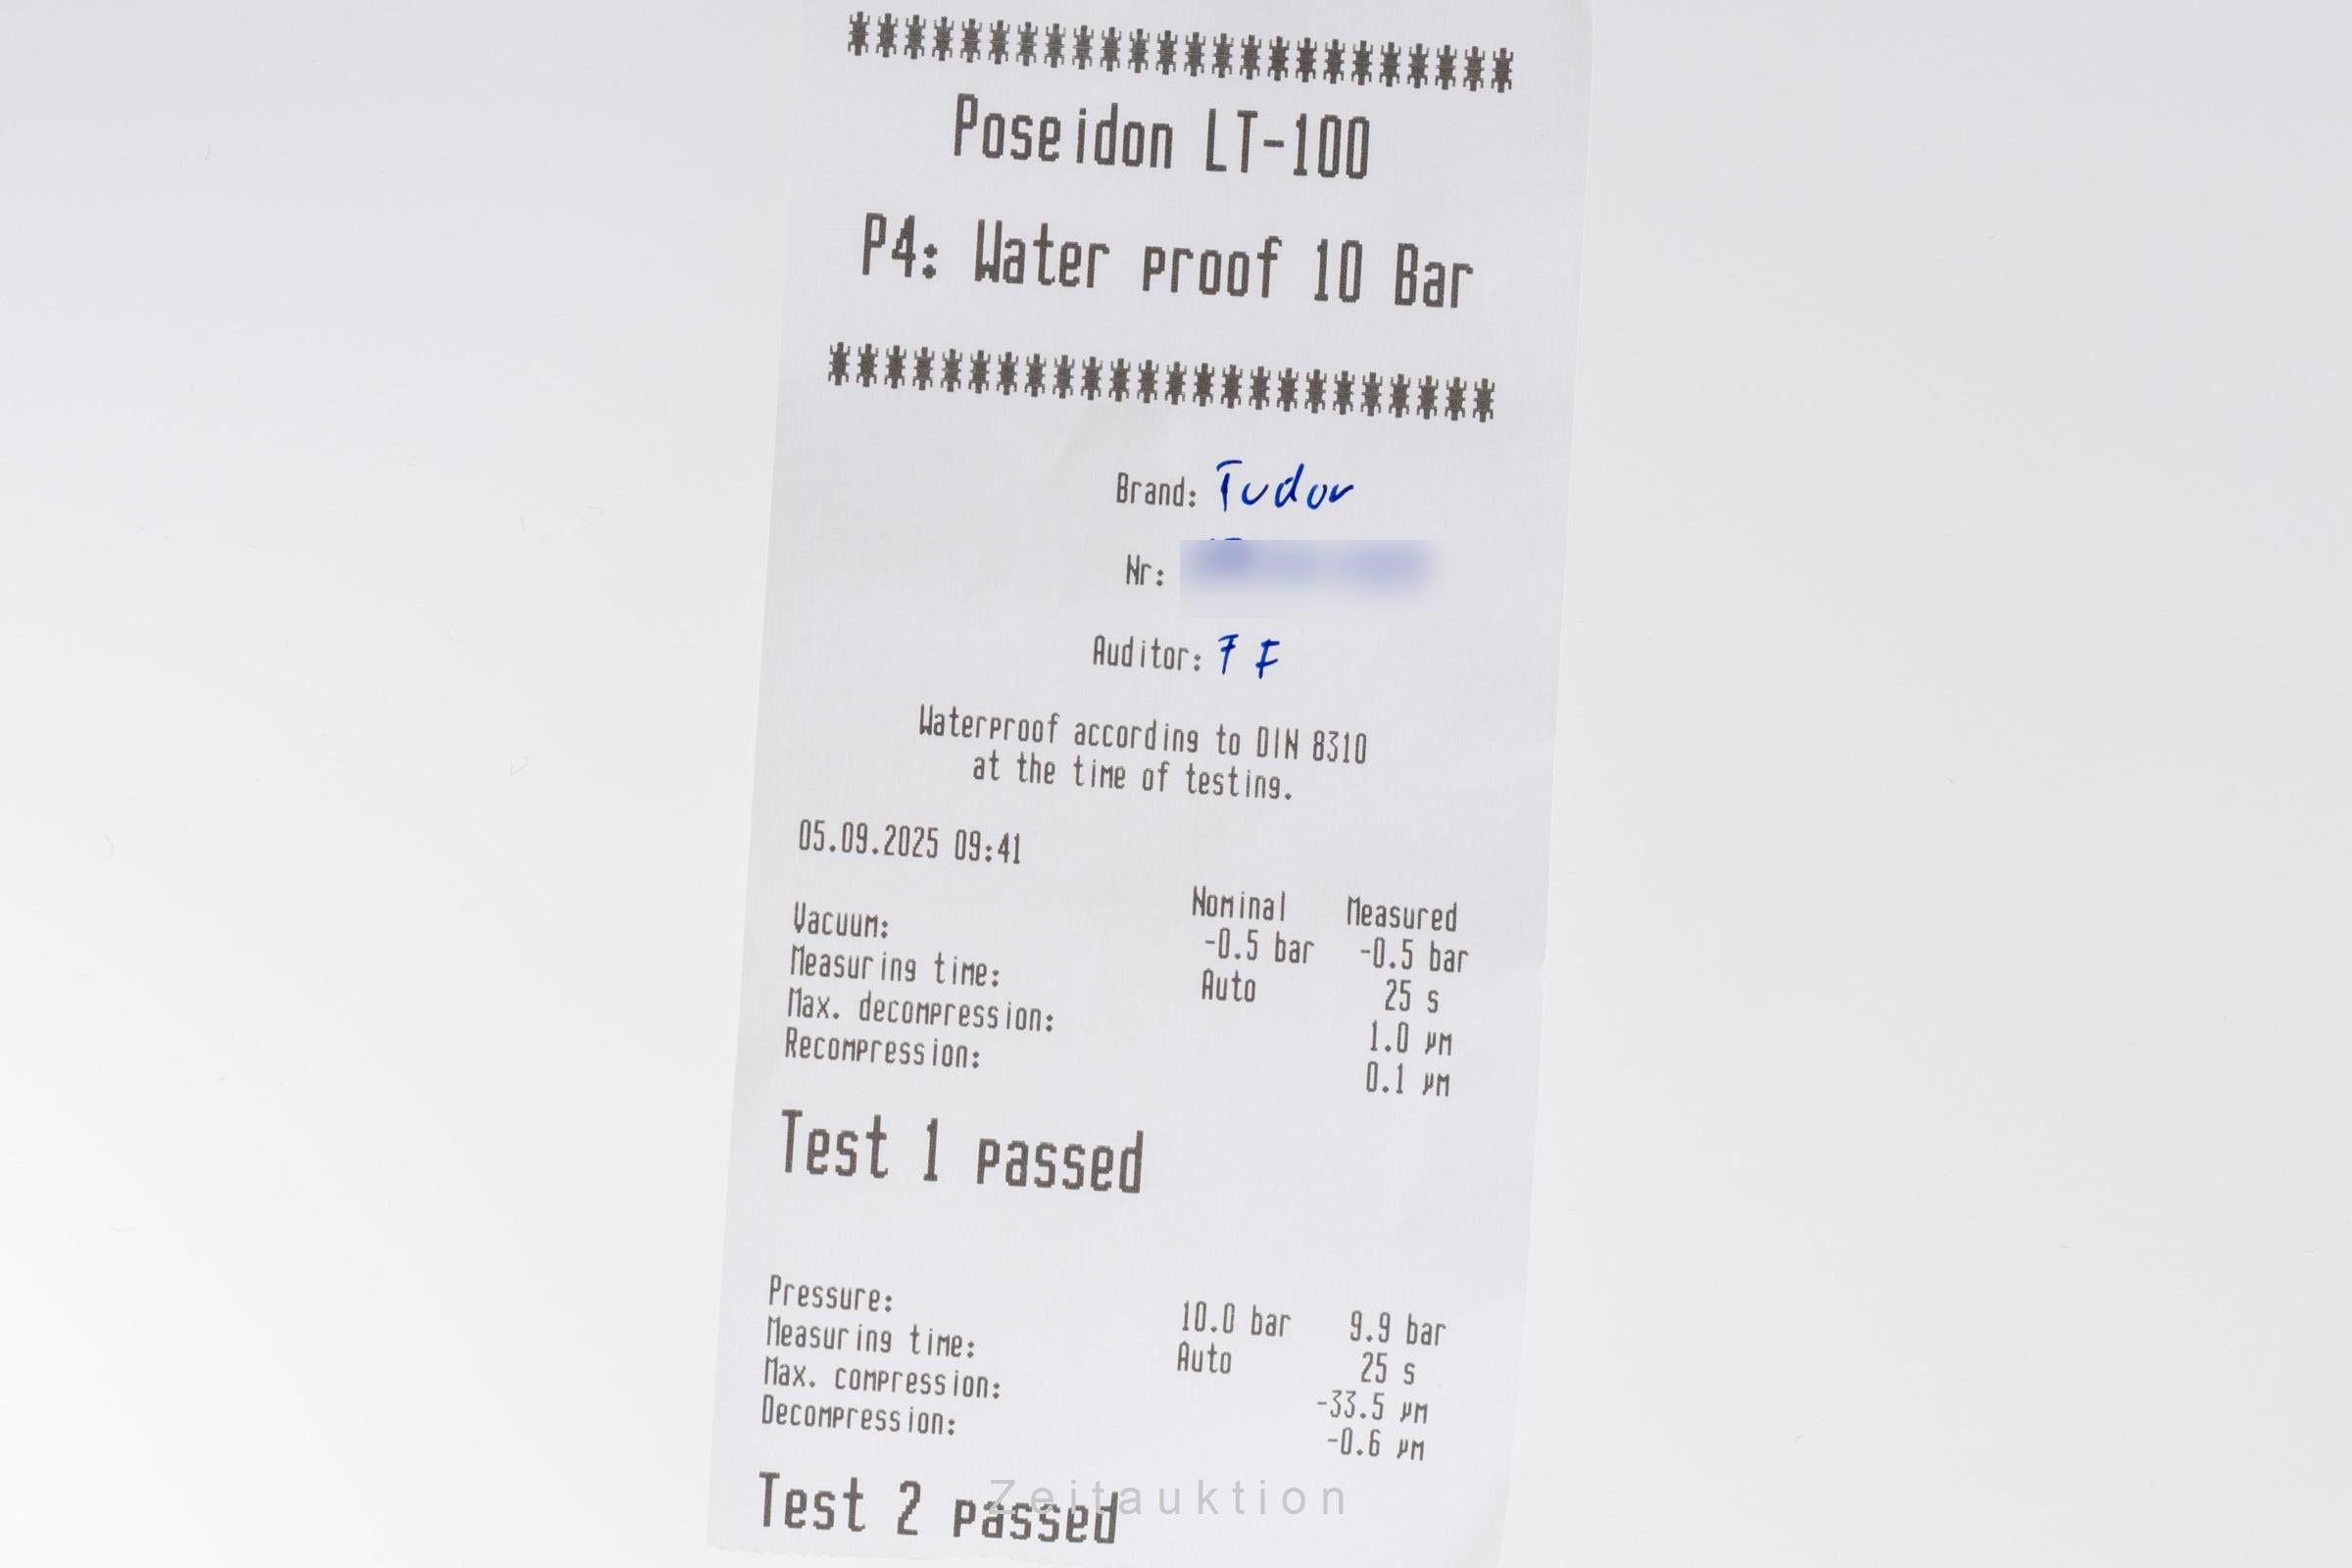 ************************
Poseidon LT-100
P4: Water proof 10 Bar
************************
Brand: Tudor
Nr:
Auditor: FF
Waterproof according to DIN 8310
at the time of testing.
05.09.2025 09:41
Nominal Measured
Vacuum: -0.5 bar -0.5 bar
Measuring time: Auto 25 s
Max. decompression: 1.0 µm
Recompression: 0.1 µm
Test 1 passed
Pressure: 10.0 bar 9.9 bar
Measuring time: Auto 25 s
Max. compression: -33.5 µm
Decompression: -0.6 µm
Test 2 passed
Zeitauktion